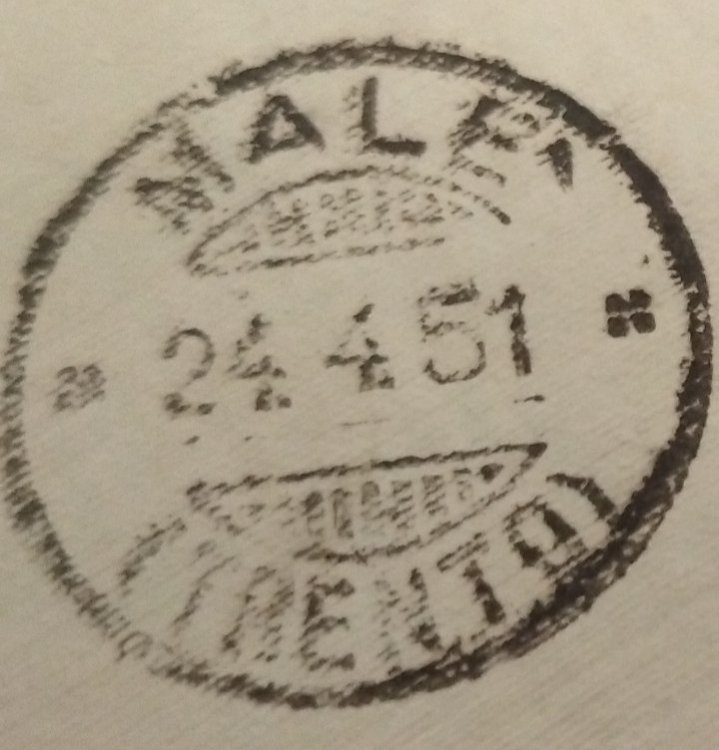 MALE'
24 4 51
(TRENTO)